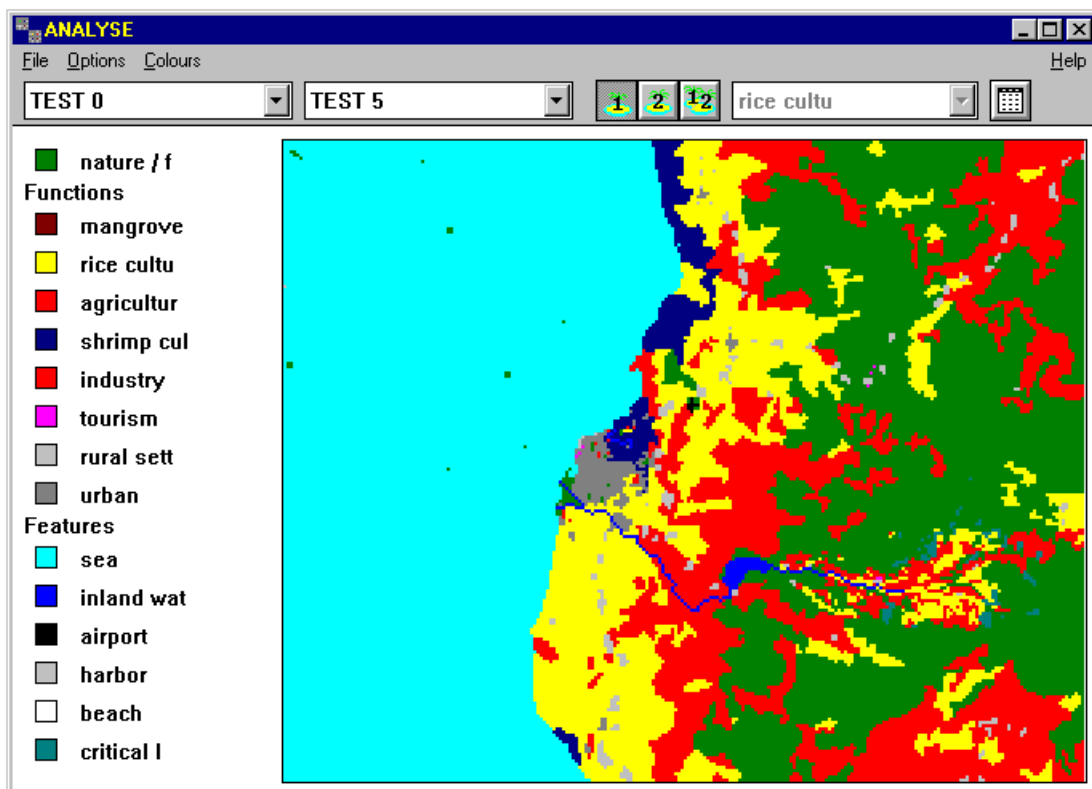 ANALYSE
File Options Colours Help
TEST 0 TEST 5 1 2 12 rice cultu
nature / f
Functions
mangrove
rice cultu
agricultur
shrimp cul
industry
tourism
rural sett
urban
Features
sea
inland wat
airport
harbor
beach
critical l